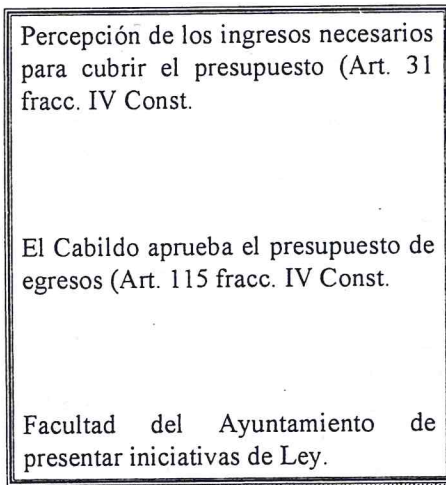 Percepción de los ingresos necesarios
para cubrir el presupuesto (Art. 31
fracc. IV Const.
El Cabildo aprueba el presupuesto de
egresos (Art. 115 fracc. IV Const.
Facultad del Ayuntamiento de
presentar iniciativas de Ley.